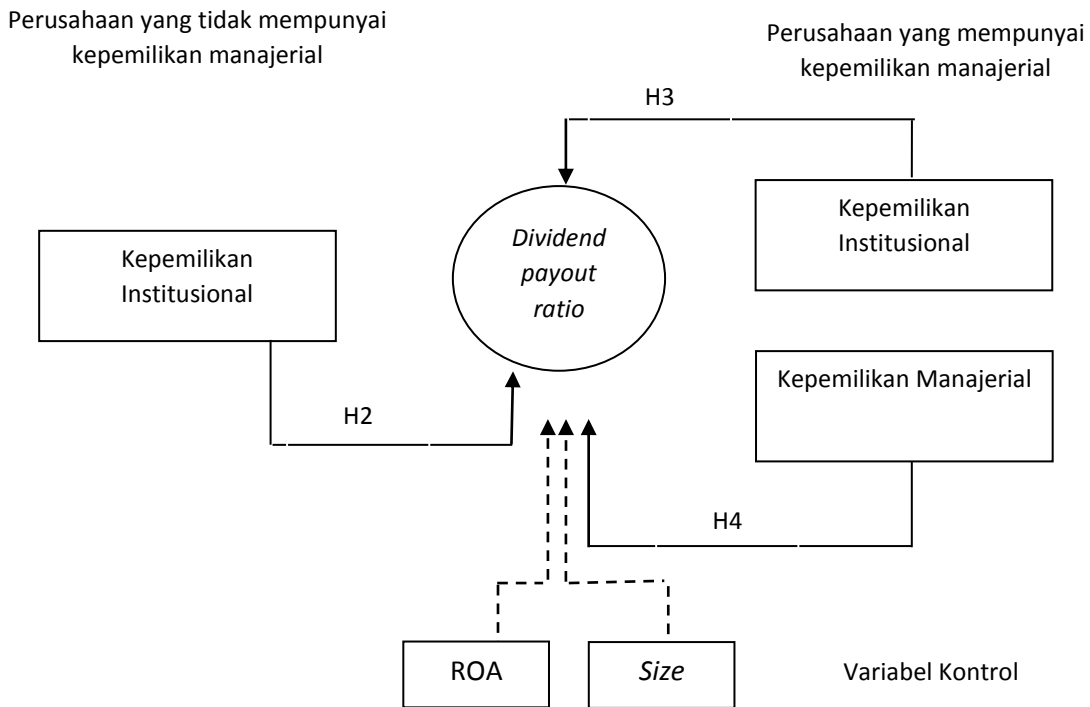 Perusahaan yang tidak mempunyai
kepemilikan manajerial
Perusahaan yang mempunyai
kepemilikan manajerial
H3
Kepemilikan
Institusional
Dividend
payout
ratio
Kepemilikan
Institusional
Kepemilikan Manajerial
H2
H4
ROA
Size
Variabel Kontrol